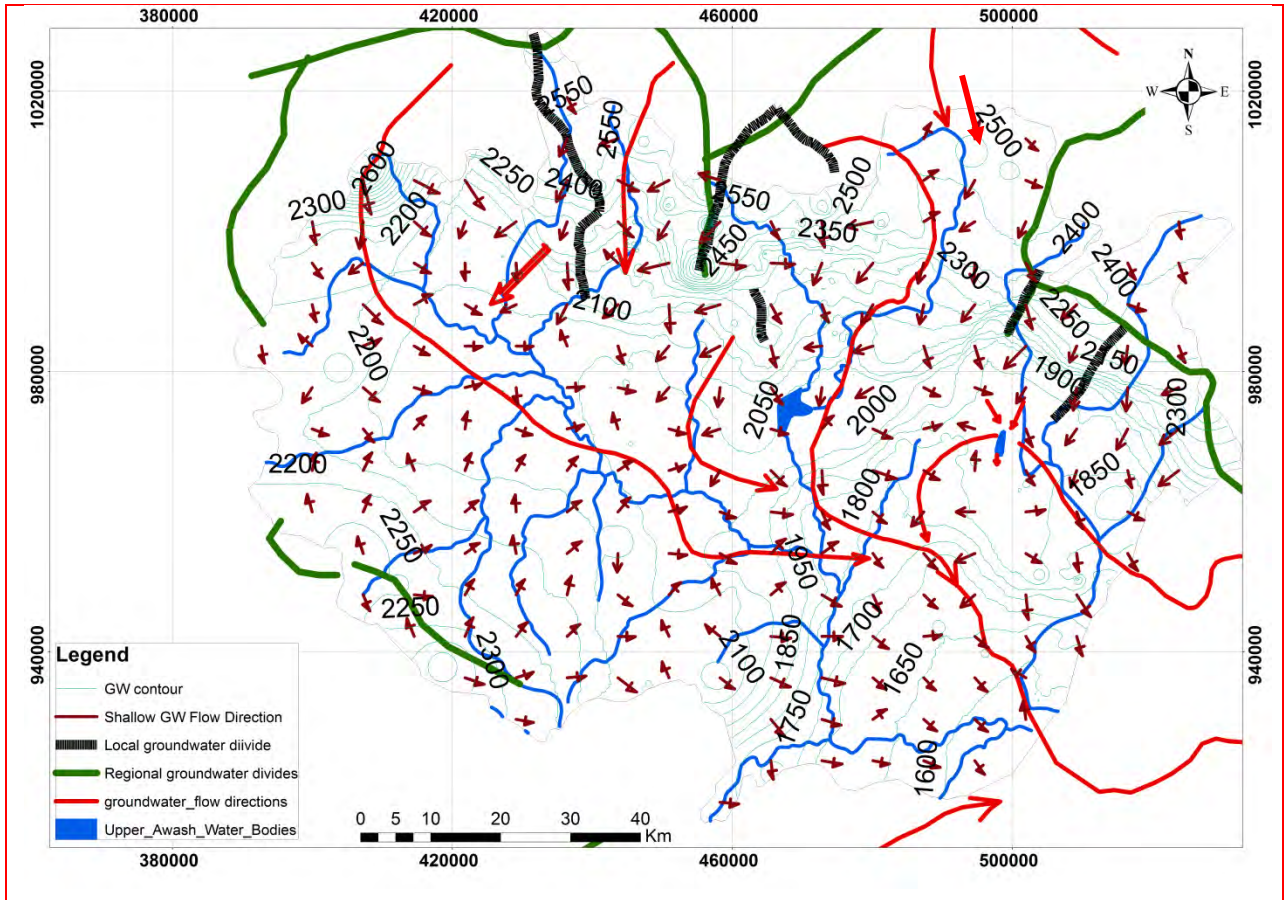 380000 420000 460000 500000
1020000 1020000
980000 980000
940000 940000
N
W E
S
2550
2550
2500
2600
2250
2400
2300
2200
550
2500
2450
2350
2300
2400
2400
2100
2250
2150
1900
2200
2050
2000
2300
2200
1850
1800
2250
1950
2250
2300
2100
1850
1700
1650
1750
1600
Legend
GW contour
Shallow GW Flow Direction
Local groundwater diivide
Regional groundwater divides
groundwater_flow directions
Upper_Awash_Water_Bodies
0 5 10 20 30 40
Km
380000 420000 460000 500000